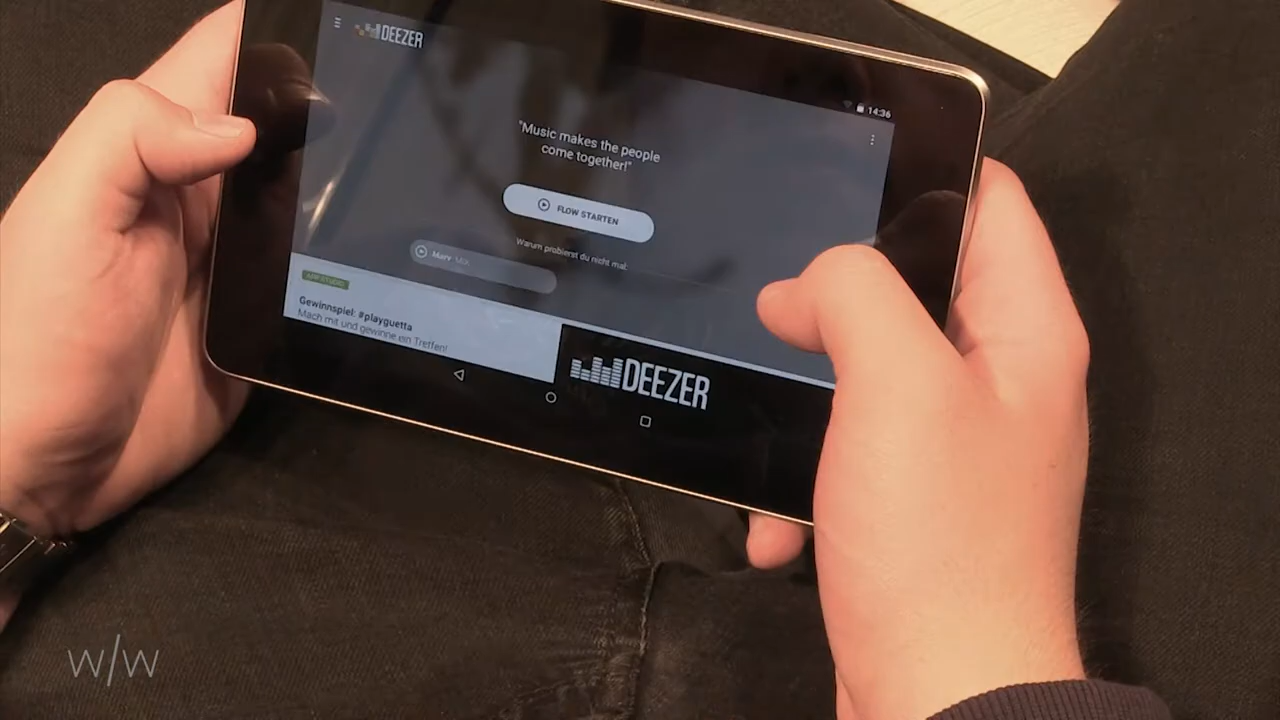 DEEZER
14:36
"Music makes the people
come together!"
FLOW STARTEN
Warum probierst du nicht mal:
Mix
APP STUDIO
Gewinnspiel: #playguetta
Mach mit und gewinne ein Treffen!
DEEZER
w/w